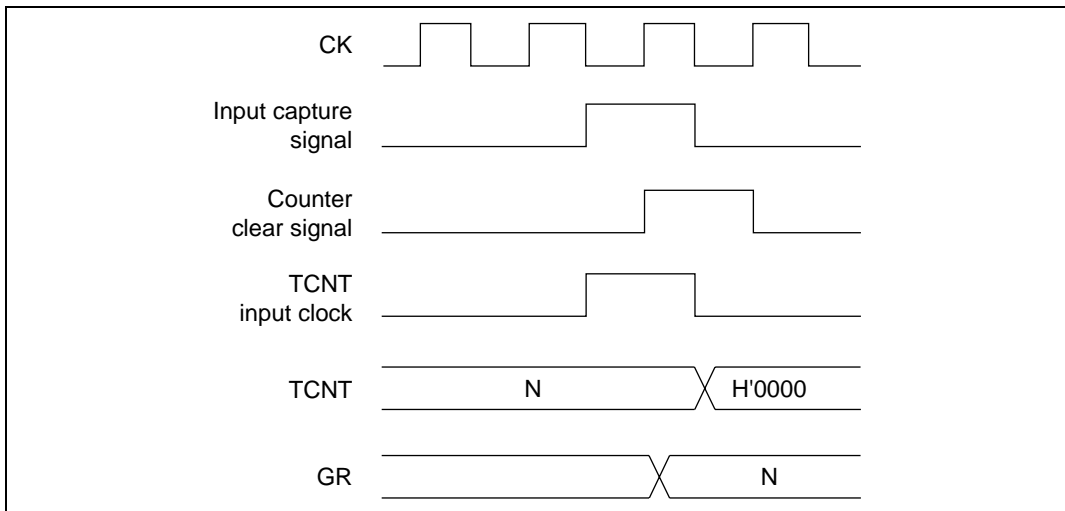 CK
Input capture
signal
Counter
clear signal
TCNT
input clock
TCNT
N
H'0000
GR
N